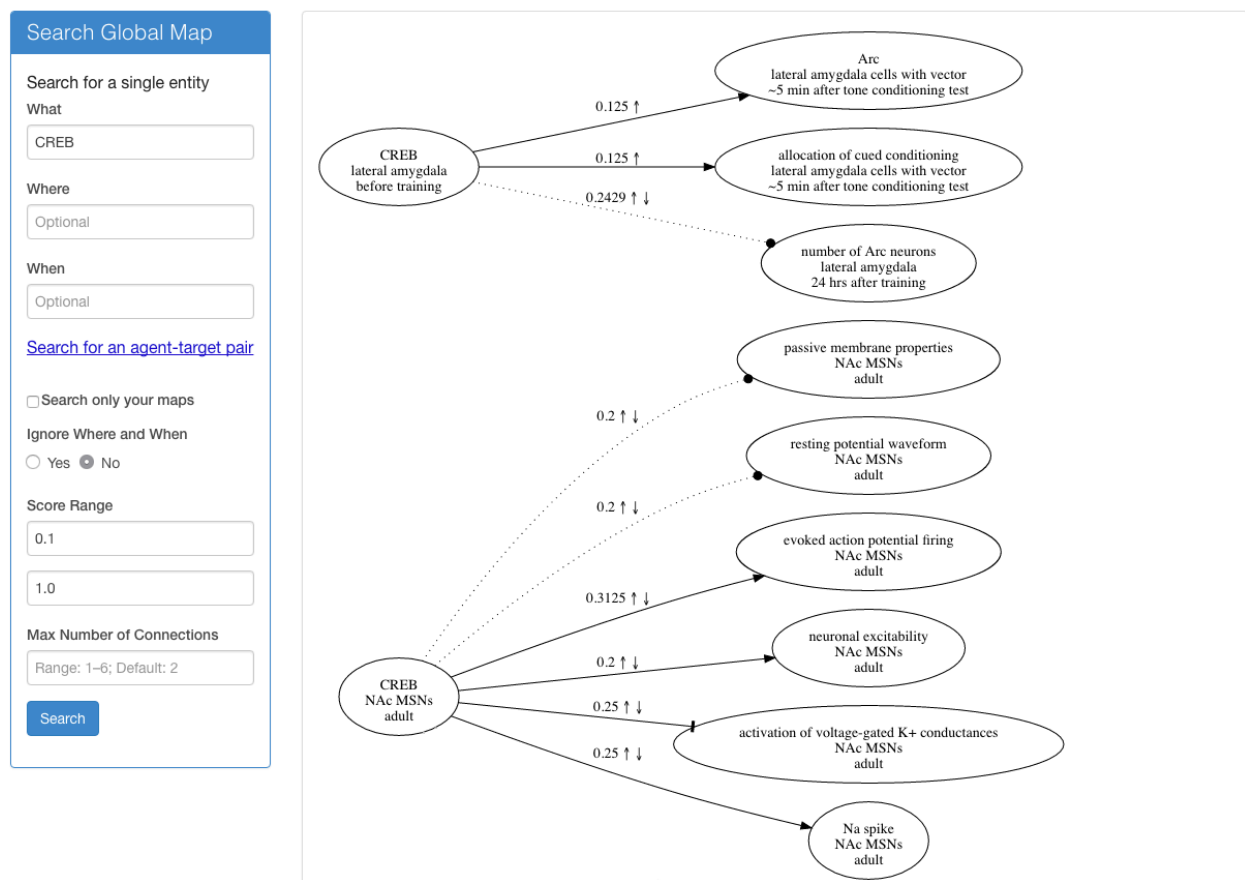 Search Global Map
Search for a single entity
What
CREB
Where
Optional
When
Optional
Search for an agent-target pair
Search only your maps
Ignore Where and When
Yes No
Score Range
0.1
1.0
Max Number of Connections
Range: 1–6; Default: 2
Search
CREB
lateral amygdala
before training
0.125 ↑
Arc
lateral amygdala cells with vector
~5 min after tone conditioning test
0.125 ↑
allocation of cued conditioning
lateral amygdala cells with vector
~5 min after tone conditioning test
0.2429 ↑ ↓
number of Arc neurons
lateral amygdala
24 hrs after training
CREB
NAc MSNs
adult
0.2 ↑ ↓
passive membrane properties
NAc MSNs
adult
0.2 ↑ ↓
resting potential waveform
NAc MSNs
adult
0.3125 ↑ ↓
evoked action potential firing
NAc MSNs
adult
0.2 ↑ ↓
neuronal excitability
NAc MSNs
adult
0.25 ↑ ↓
activation of voltage-gated K+ conductances
NAc MSNs
adult
0.25 ↑ ↓
Na spike
NAc MSNs
adult